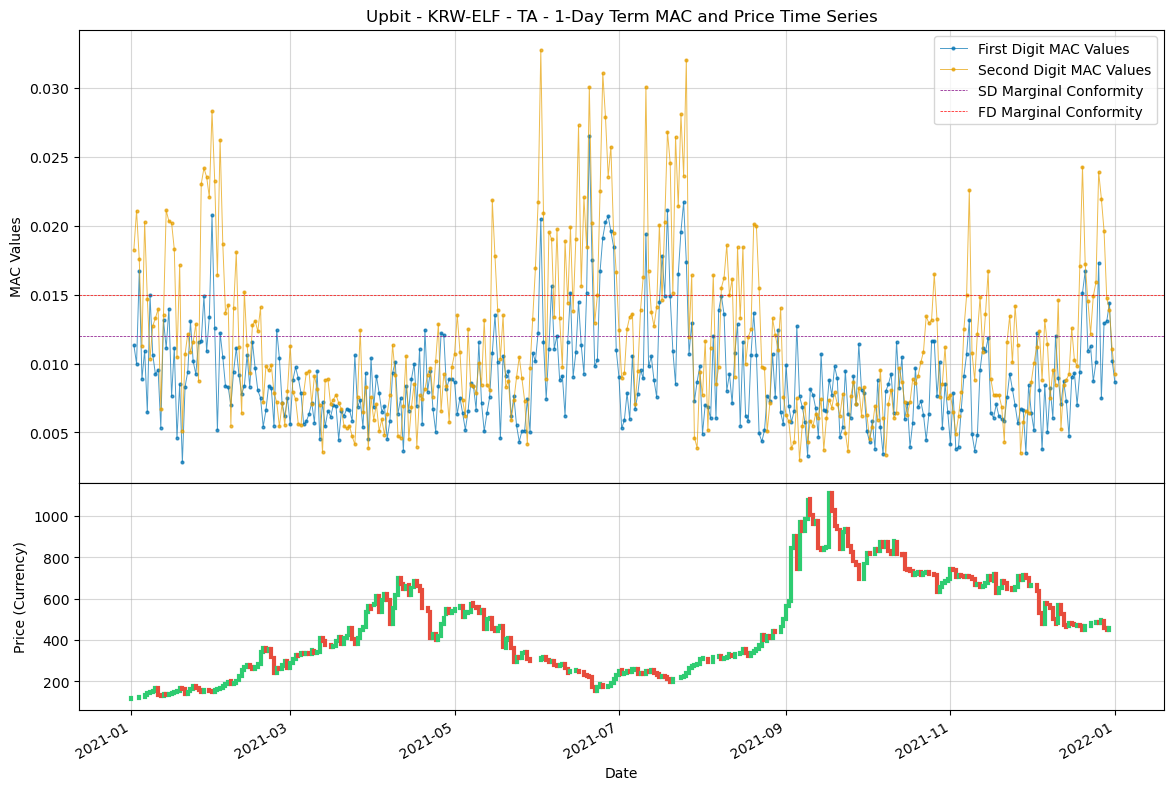 Upbit - KRW-ELF - TA - 1-Day Term MAC and Price Time Series
First Digit MAC Values
Second Digit MAC Values
SD Marginal Conformity
FD Marginal Conformity
MAC Values
0.030
0.025
0.020
0.015
0.010
0.005
Price (Currency)
1000
800
600
400
200
2021-01
2021-03
2021-05
2021-07
2021-09
2021-11
2022-01
Date